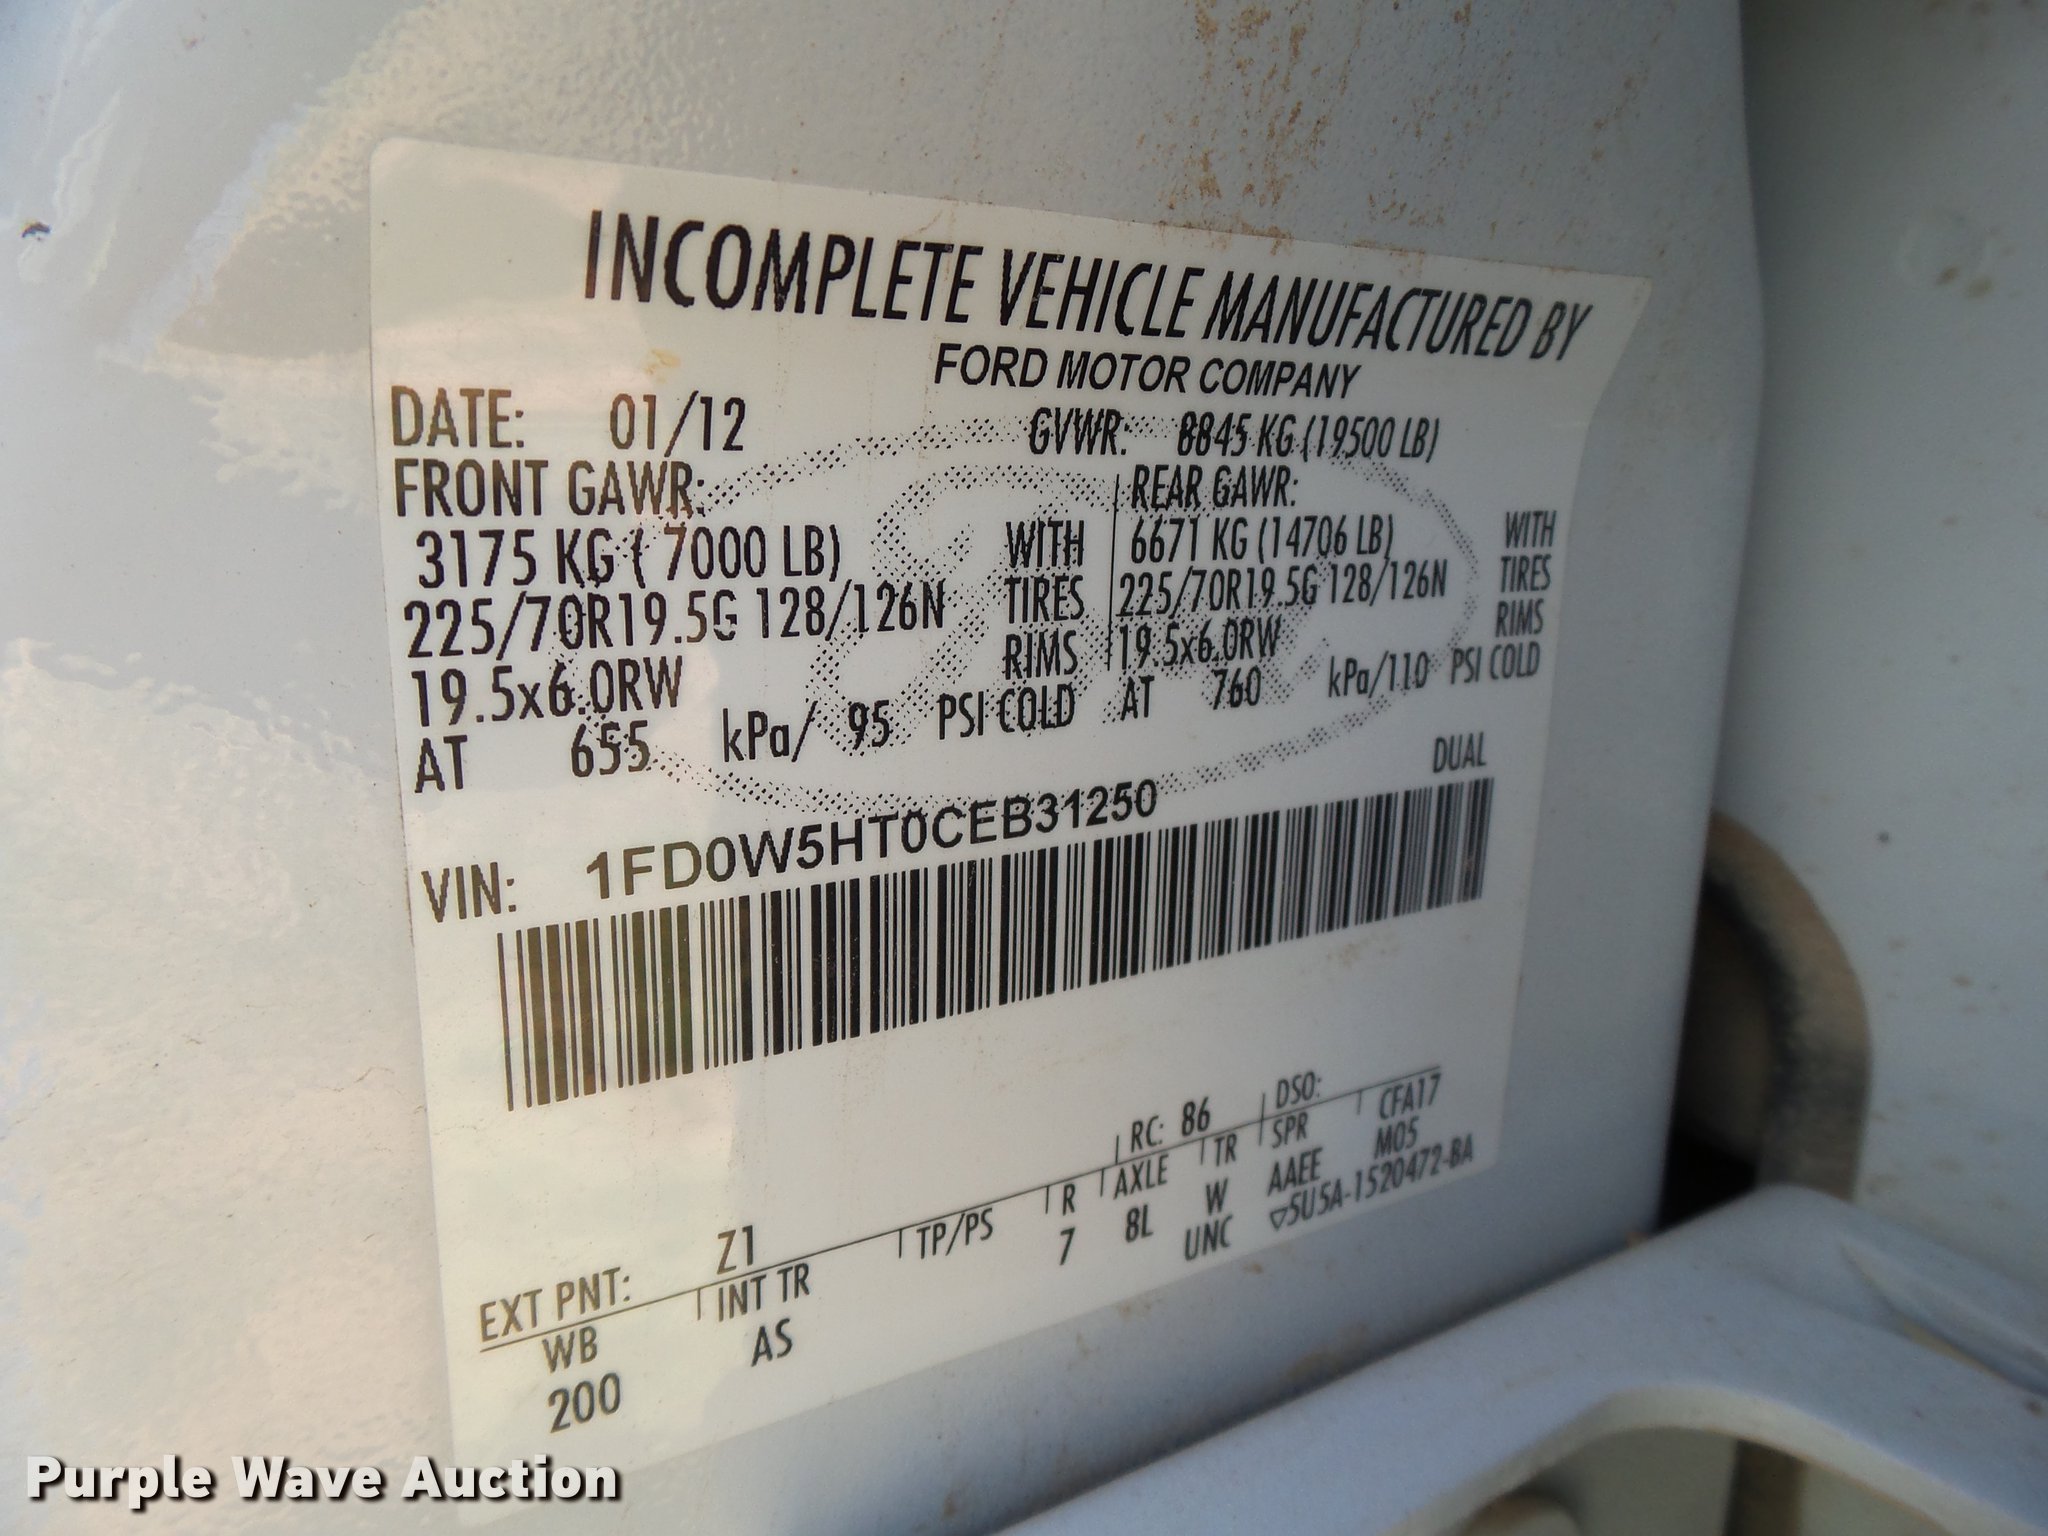 INCOMPLETE VEHICLE MANUFACTURED BY
FORD MOTOR COMPANY
DATE: 01/12 GVWR: 8845 KG (19500 LB)
FRONT GAWR: REAR GAWR:
3175 KG ( 7000 LB) WITH 6671 KG (14706 LB) WITH
225/70R19.5G 128/126N TIRES 225/70R19.5G 128/126N TIRES
19.5x6.0RW RIMS 19.5x6.0RW RIMS
AT 655 kPa/ 95 PSI COLD AT 760 kPa/110 PSI COLD
VIN: 1FD0W5HT0CEB31250 DUAL
EXT PNT: Z1 RC: 86 DSO:
WB INT TR TP/PS R AXLE TR SPR CFA17
200 AS 7 8L W AAEE M05
UNC ▽5U5A-1520472-BA
Purple Wave Auction